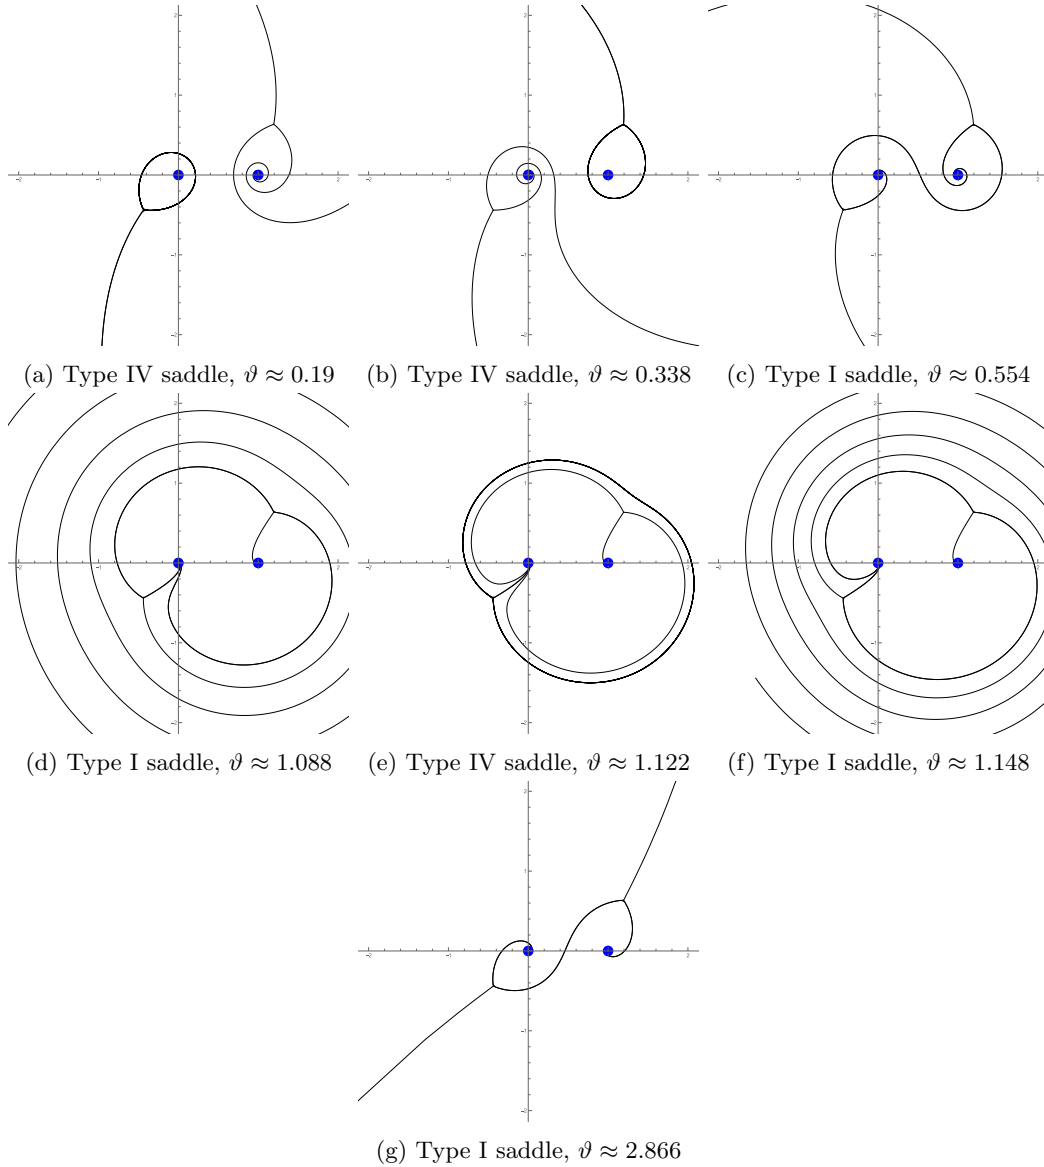 (a) Type IV saddle, ϑ ≈ 0.19
(b) Type IV saddle, ϑ ≈ 0.338
(c) Type I saddle, ϑ ≈ 0.554
(d) Type I saddle, ϑ ≈ 1.088
(e) Type IV saddle, ϑ ≈ 1.122
(f) Type I saddle, ϑ ≈ 1.148
(g) Type I saddle, ϑ ≈ 2.866